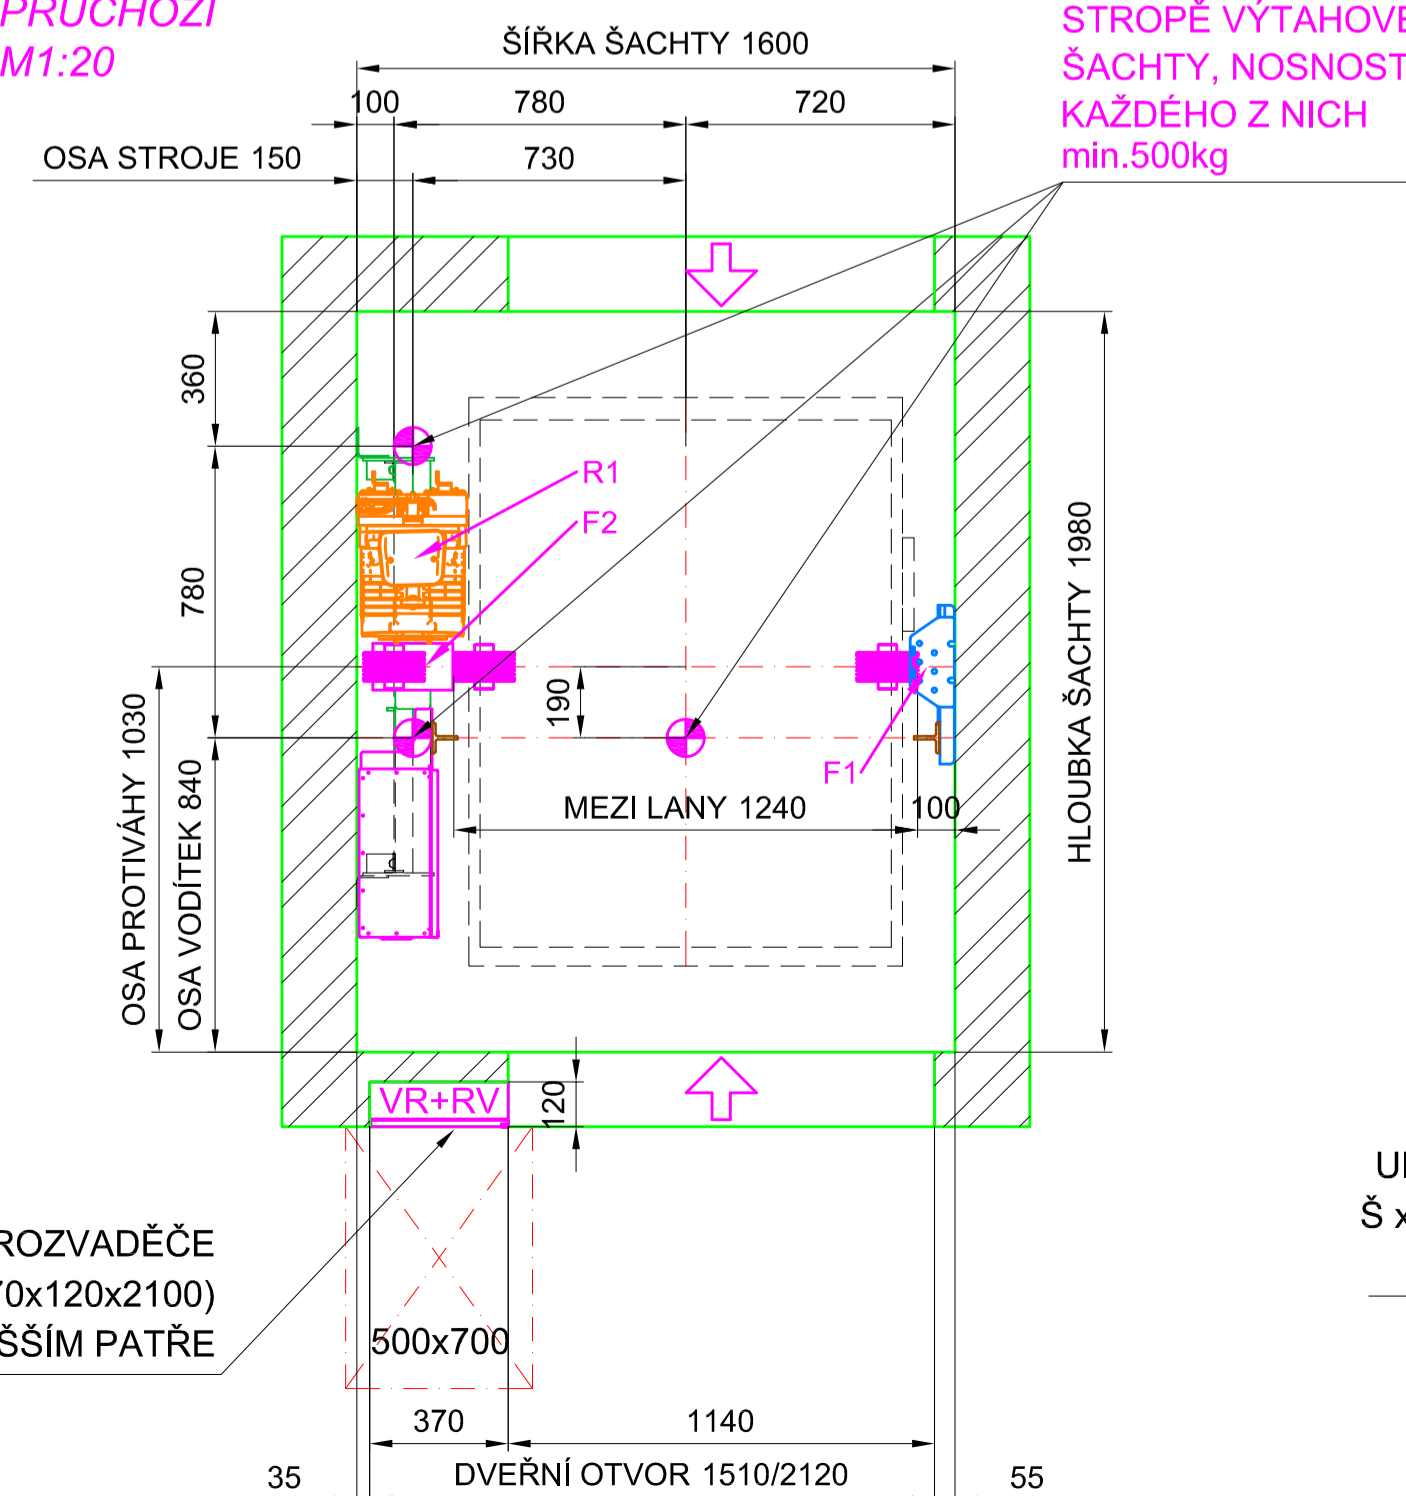 PRŮCHOZÍ
M1:20
ŠÍŘKA ŠACHTY 1600
100
780
720
OSA STROJE 150
730
STROPĚ VÝTAHOVÉ
ŠACHTY, NOSNOST
KAŽDÉHO Z NICH
min.500kg
360
780
R1
F2
190
F1
MEZI LANY 1240
100
OSA PROTIVÁHY 1030
OSA VODÍTEK 840
HLOUBKA ŠACHTY 1980
VR+RV
120
ROZVADĚČE
70x120x2100)
ŠŠÍM PATŘE
500x700
370
1140
35
DVEŘNÍ OTVOR 1510/2120
55
Š x